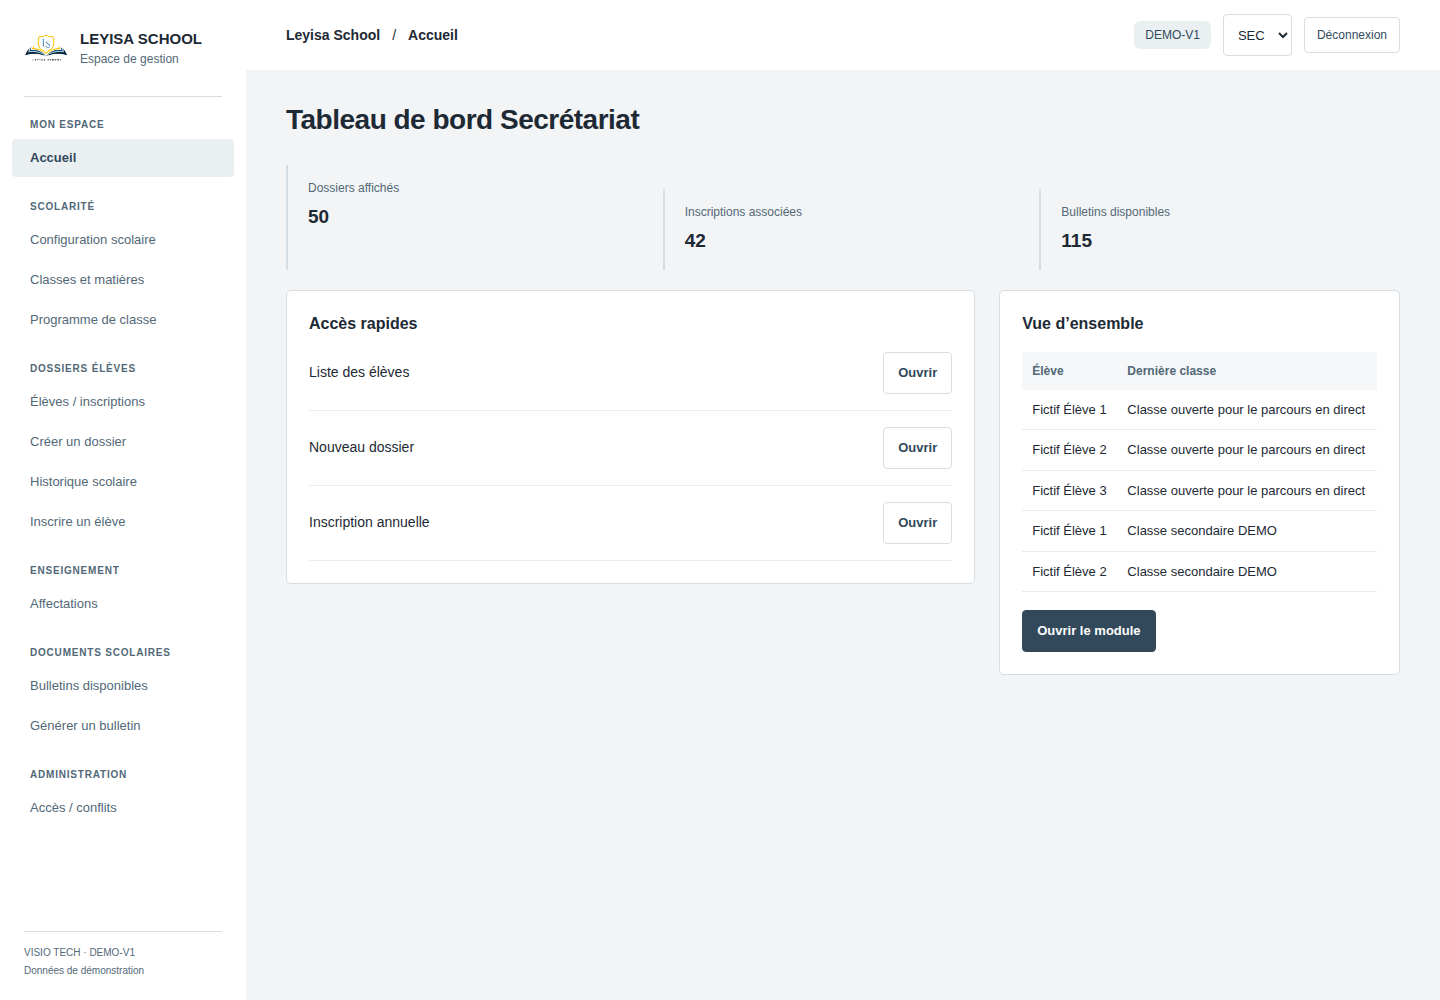 LEYISA SCHOOL
Espace de gestion
MON ESPACE
Accueil
SCOLARITÉ
Configuration scolaire
Classes et matières
Programme de classe
DOSSIERS ÉLÈVES
Élèves / inscriptions
Créer un dossier
Historique scolaire
Inscrire un élève
ENSEIGNEMENT
Affectations
DOCUMENTS SCOLAIRES
Bulletins disponibles
Générer un bulletin
ADMINISTRATION
Accès / conflits
VISIO TECH · DEMO-V1
Données de démonstration
Leyisa School / Accueil
DEMO-V1
SEC
Déconnexion
Tableau de bord Secrétariat
Dossiers affichés
50
Inscriptions associées
42
Bulletins disponibles
115
Accès rapides
Liste des élèves Ouvrir
Nouveau dossier Ouvrir
Inscription annuelle Ouvrir
Vue d’ensemble
Élève Dernière classe
Fictif Élève 1 Classe ouverte pour le parcours en direct
Fictif Élève 2 Classe ouverte pour le parcours en direct
Fictif Élève 3 Classe ouverte pour le parcours en direct
Fictif Élève 1 Classe secondaire DEMO
Fictif Élève 2 Classe secondaire DEMO
Ouvrir le module